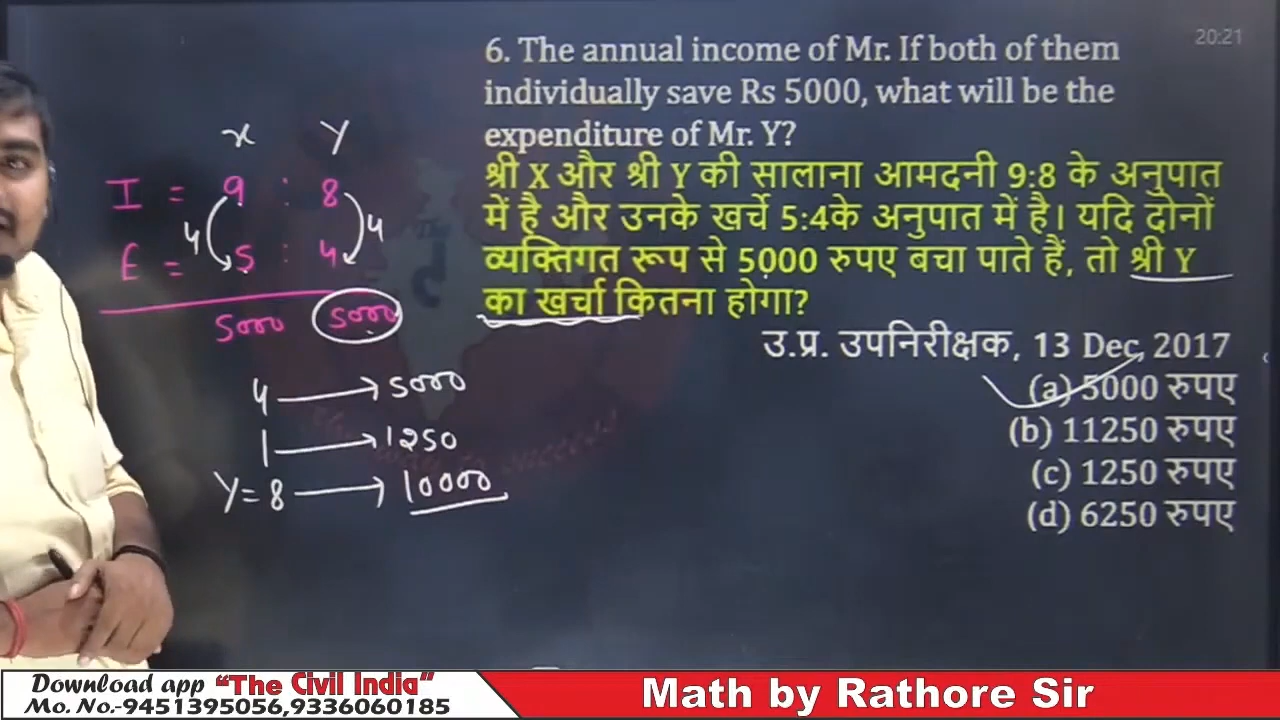 20:21
6. The annual income of Mr. If both of them
individually save Rs 5000, what will be the
expenditure of Mr. Y?
श्री X और श्री Y की सालाना आमदनी 9:8 के अनुपात
में है और उनके खर्चे 5:4के अनुपात में है। यदि दोनों
व्यक्तिगत रूप से 5000 रुपए बचा पाते हैं, तो श्री Y
का खर्चा कितना होगा?
उ.प्र. उपनिरीक्षक, 13 Dec, 2017
(a) 5000 रुपए
(b) 11250 रुपए
(c) 1250 रुपए
(d) 6250 रुपए
x y
I = 9 : 8
4 4
E = 5 : 4
5000 5000
4 → 5000
1 → 1250
Y = 8 → 10000
Download app "The Civil India"
Mo. No.-9451395056,9336060185
Math by Rathore Sir